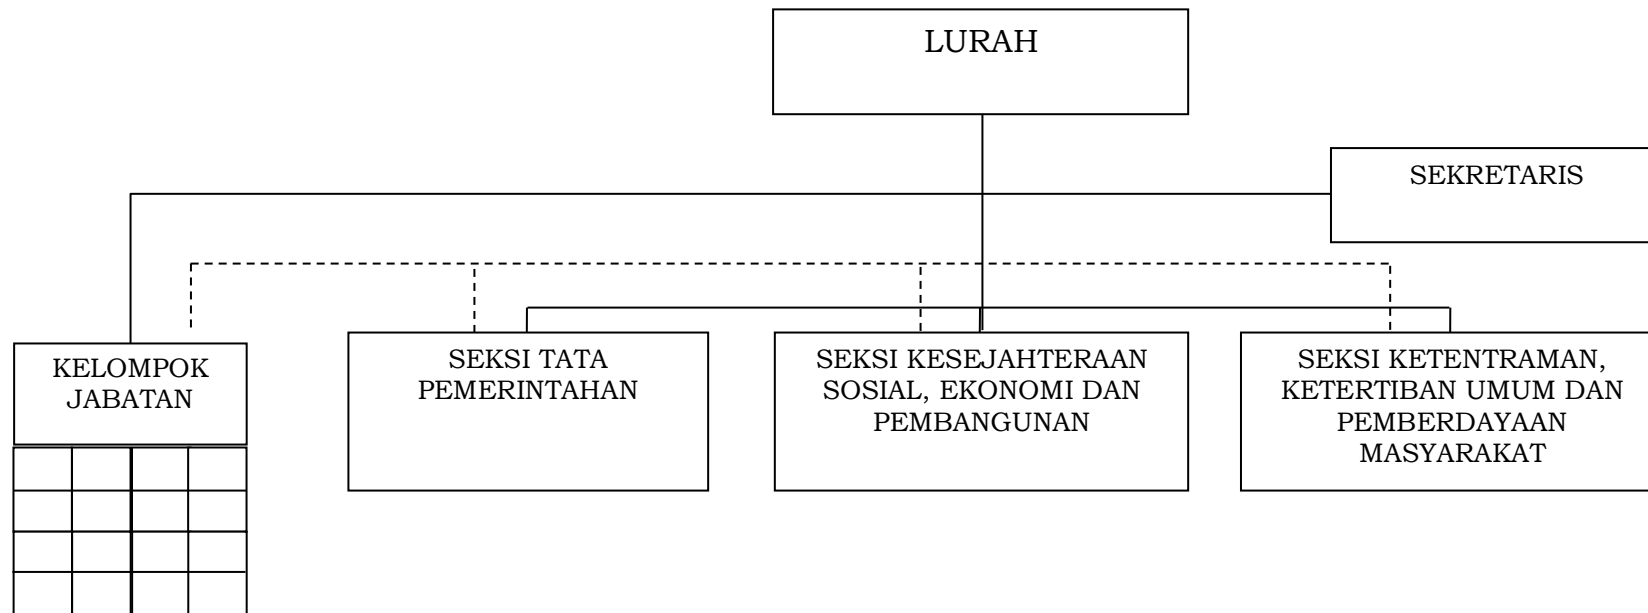 LURAH
SEKRETARIS
KELOMPOK
JABATAN
SEKSI TATA
PEMERINTAHAN
SEKSI KESEJAHTERAAN
SOSIAL, EKONOMI DAN
PEMBANGUNAN
SEKSI KETENTRAMAN,
KETERTIBAN UMUM DAN
PEMBERDAYAAN
MASYARAKAT